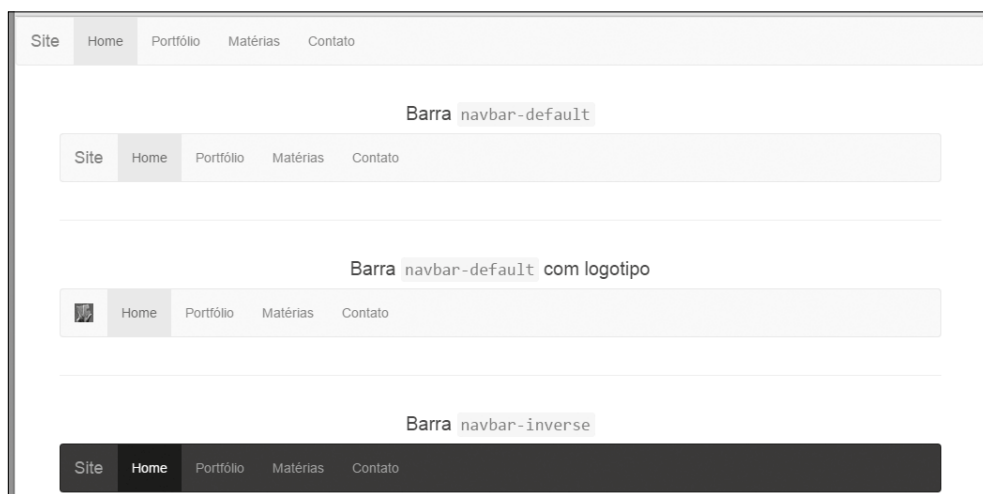 Site Home Portfólio Matérias Contato
Barra navbar-default
Site Home Portfólio Matérias Contato
Barra navbar-default com logotipo
Home Portfólio Matérias Contato
Barra navbar-inverse
Site Home Portfólio Matérias Contato